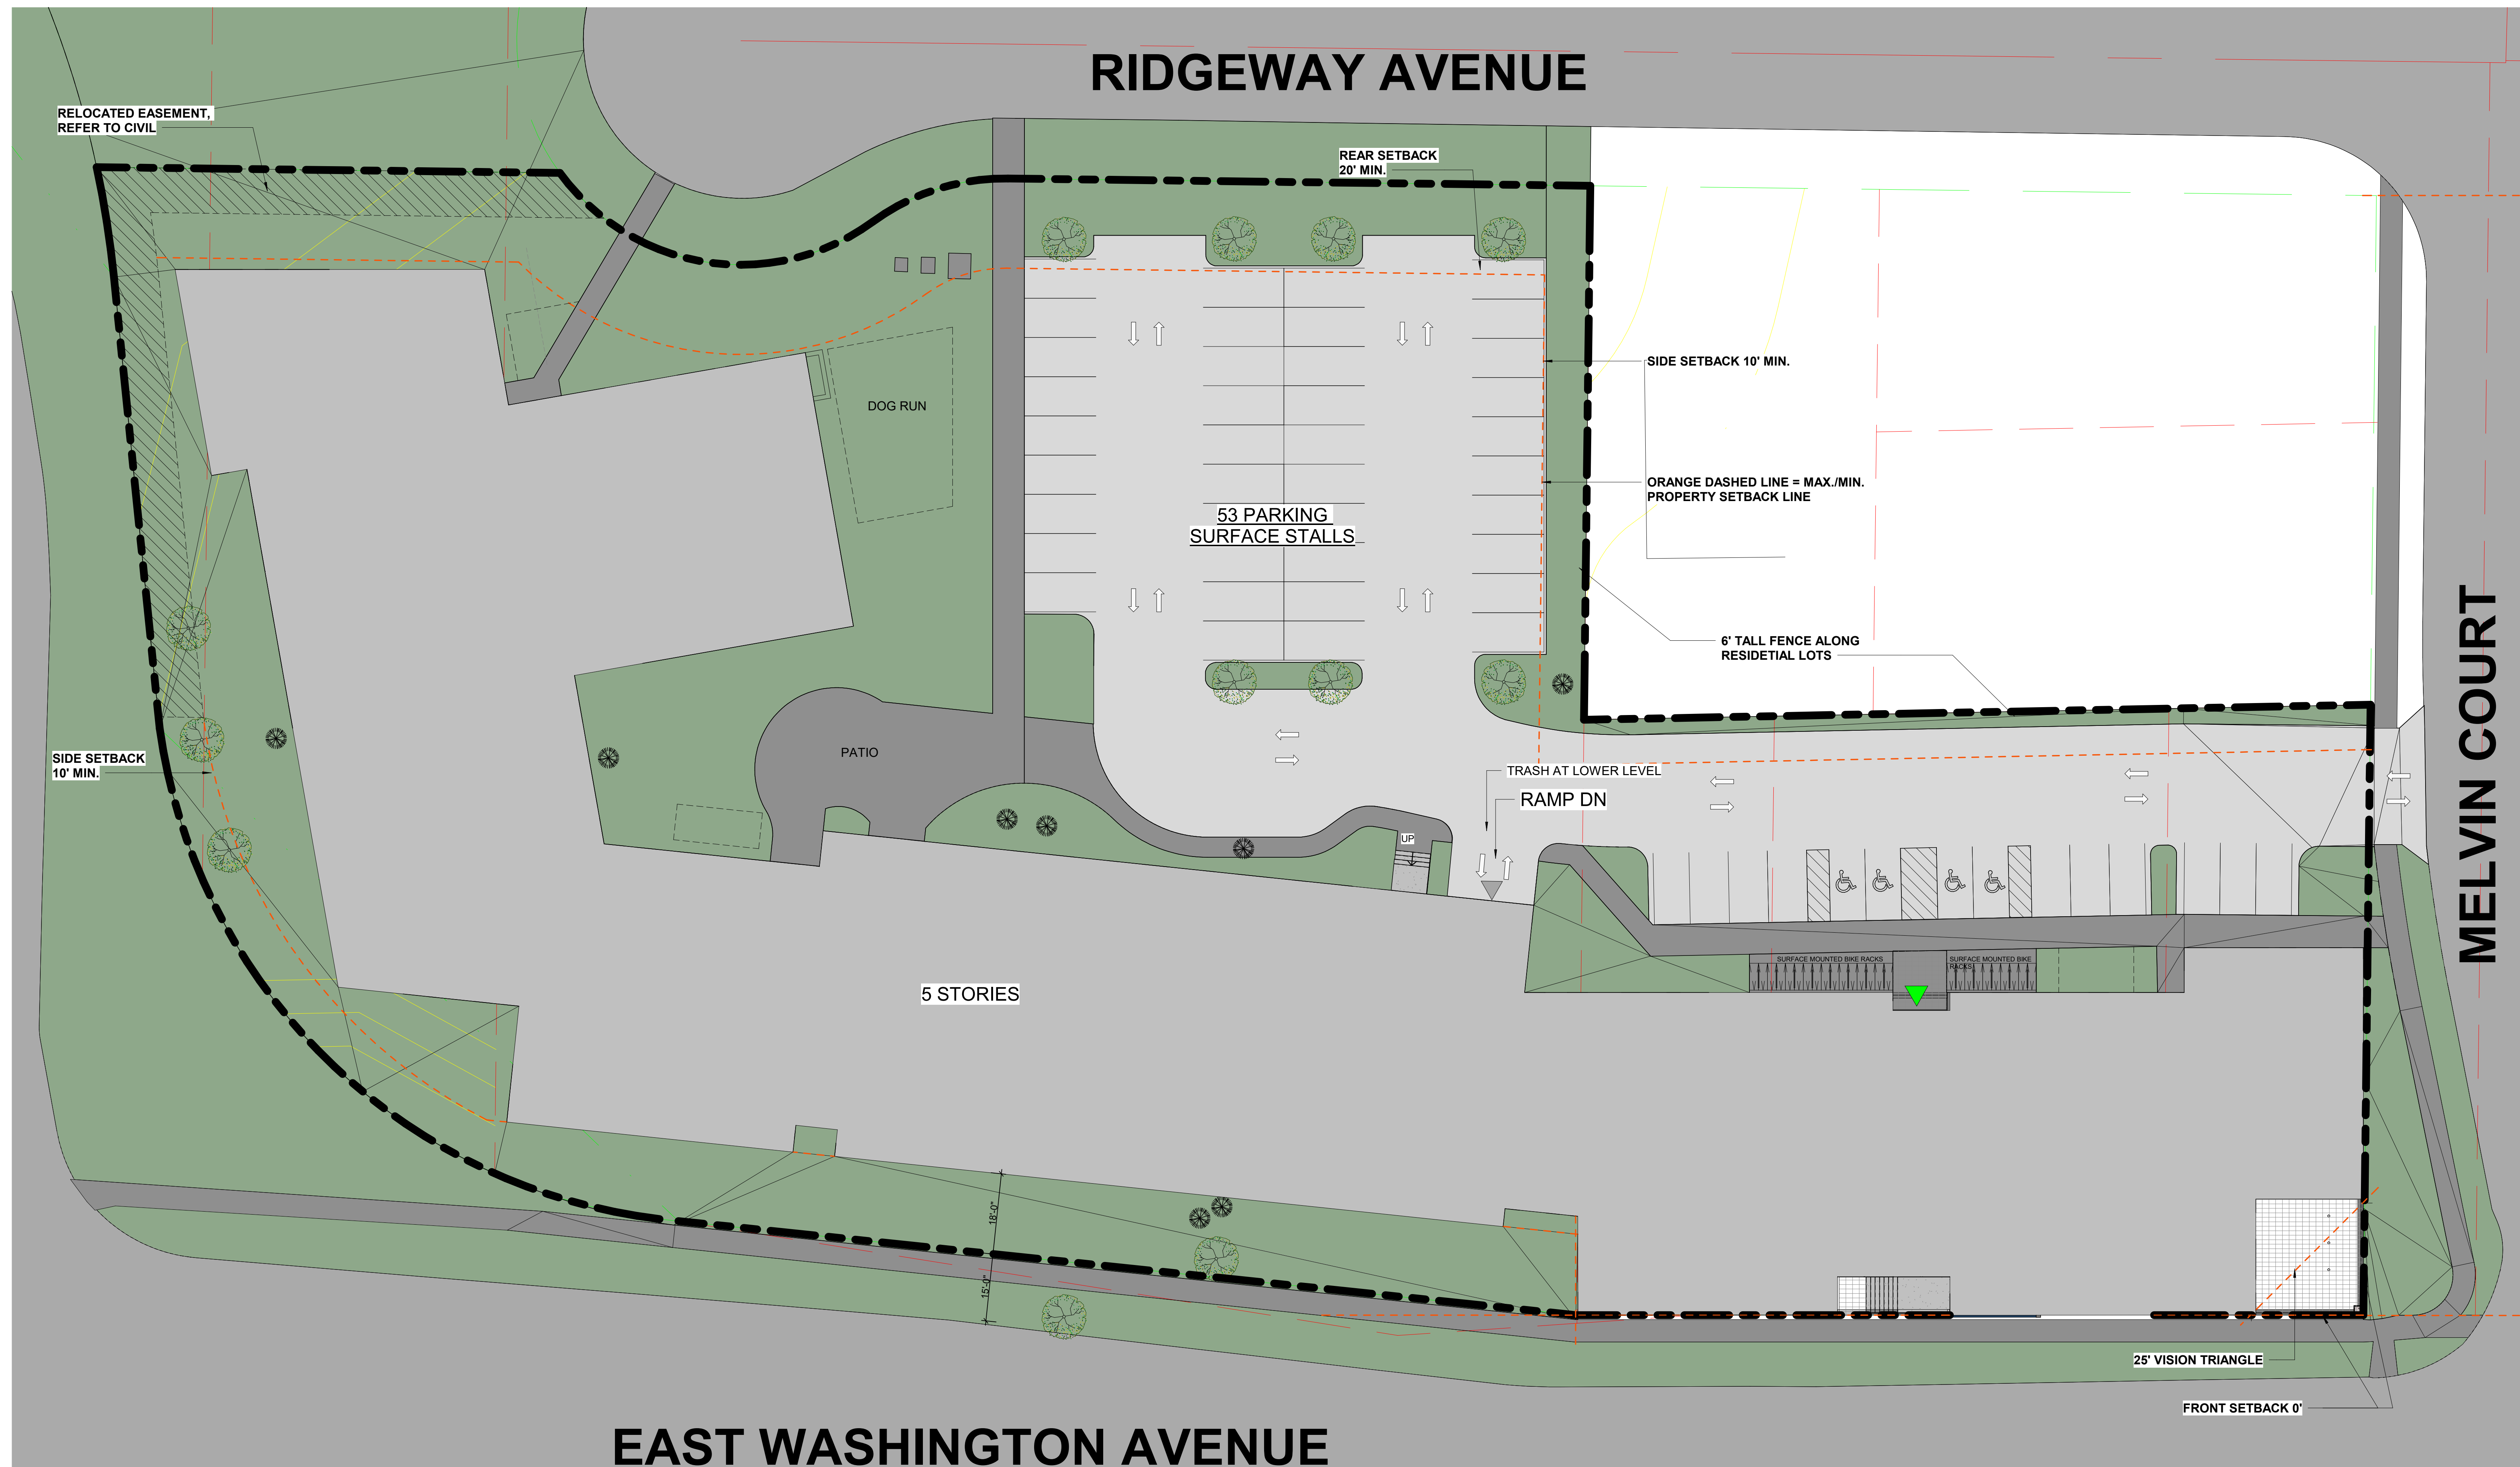 RIDGEWAY AVENUE
RELOCATED EASEMENT,
REFER TO CIVIL
REAR SETBACK
20' MIN.
SIDE SETBACK 10' MIN.
DOG RUN
ORANGE DASHED LINE = MAX./MIN.
PROPERTY SETBACK LINE
53 PARKING
SURFACE STALLS
6' TALL FENCE ALONG
RESIDETIAL LOTS
MELVIN COURT
SIDE SETBACK
10' MIN.
PATIO
TRASH AT LOWER LEVEL
RAMP DN
UP
SURFACE MOUNTED BIKE RACKS
SURFACE MOUNTED BIKE
RACKS
5 STORIES
18'-0"
15'-0"
25' VISION TRIANGLE
FRONT SETBACK 0'
EAST WASHINGTON AVENUE